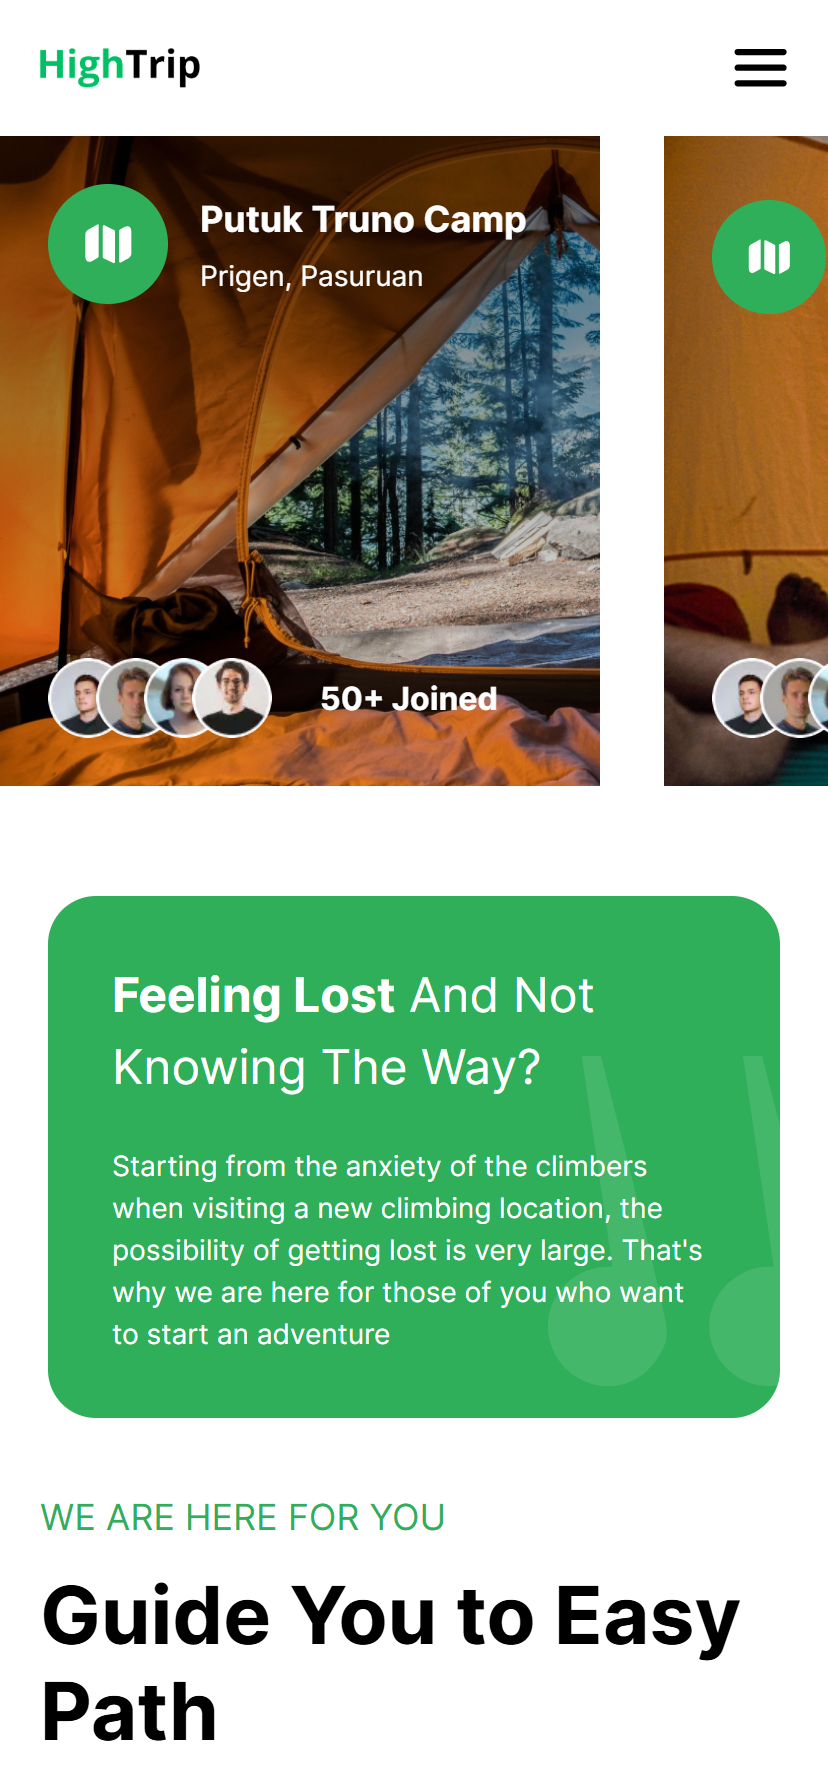 HighTrip
Putuk Truno Camp
Prigen, Pasuruan
50+ Joined
Feeling Lost And Not
Knowing The Way?
Starting from the anxiety of the climbers
when visiting a new climbing location, the
possibility of getting lost is very large. That's
why we are here for those of you who want
to start an adventure
WE ARE HERE FOR YOU
Guide You to Easy
Path